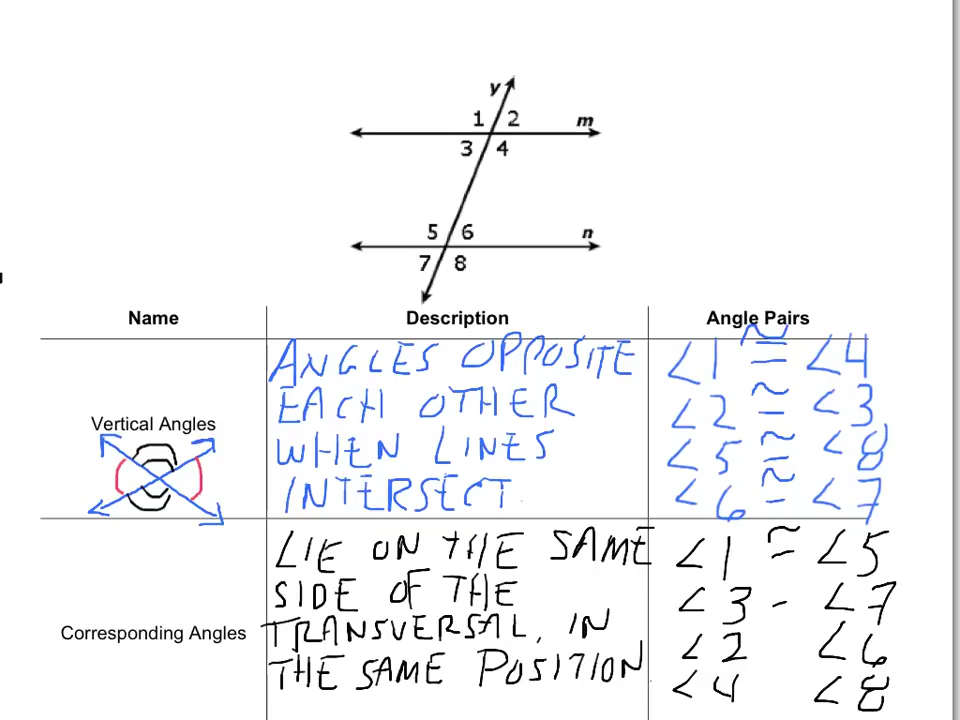 y
1 2 m
3 4
5 6 n
7 8
Name Description Angle Pairs
Vertical Angles
ANGLES OPPOSITE
EACH OTHER
WHEN LINES
INTERSECT
∠1 ≅ ∠4
∠2 ≅ ∠3
∠5 ≅ ∠8
∠6 ≅ ∠7
Corresponding Angles
LIE ON THE SAME
SIDE OF THE
TRANSVERSAL, IN
THE SAME POSITION
∠1 ≅ ∠5
∠3 - ∠7
∠2 ∠6
∠4 ∠8